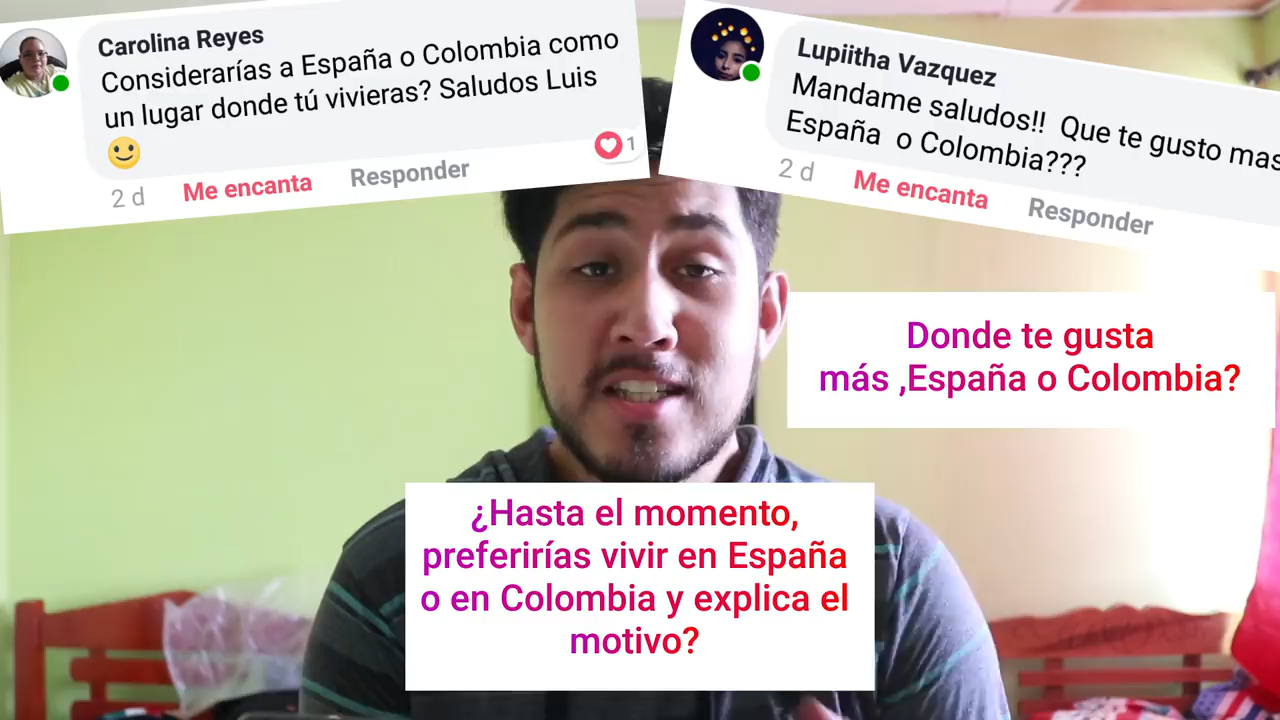 Carolina Reyes
Considerarías a España o Colombia como
un lugar donde tú vivieras? Saludos Luis
🙂
1
2 d Me encanta Responder
Lupiitha Vazquez
Mandame saludos!! Que te gusto mas
España o Colombia???
2 d Me encanta Responder
Donde te gusta
más ,España o Colombia?
¿Hasta el momento,
preferirías vivir en España
o en Colombia y explica el
motivo?